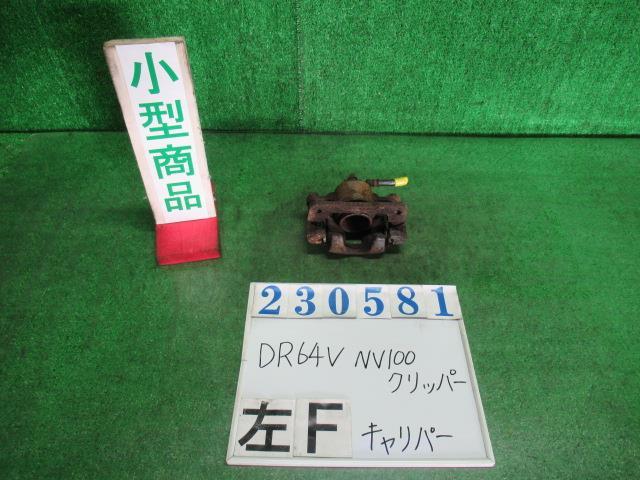 小型商品
230581
DR64V NV100
クリッパー
左F キャリパー